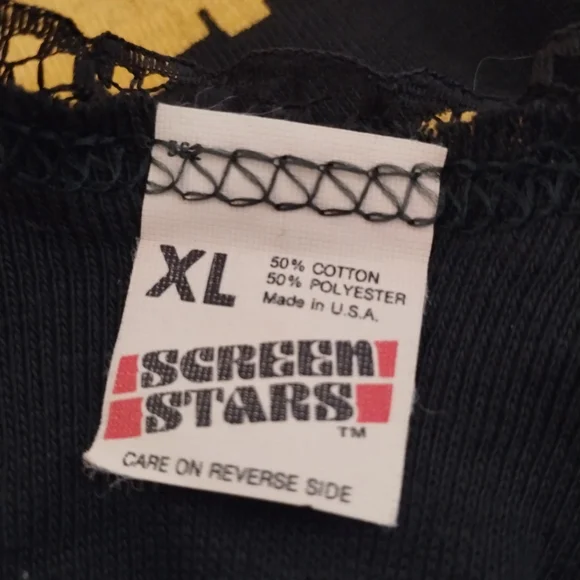 XL
50% COTTON
50% POLYESTER
Made in U.S.A.
SCREEN
STARS
TM
CARE ON REVERSE SIDE